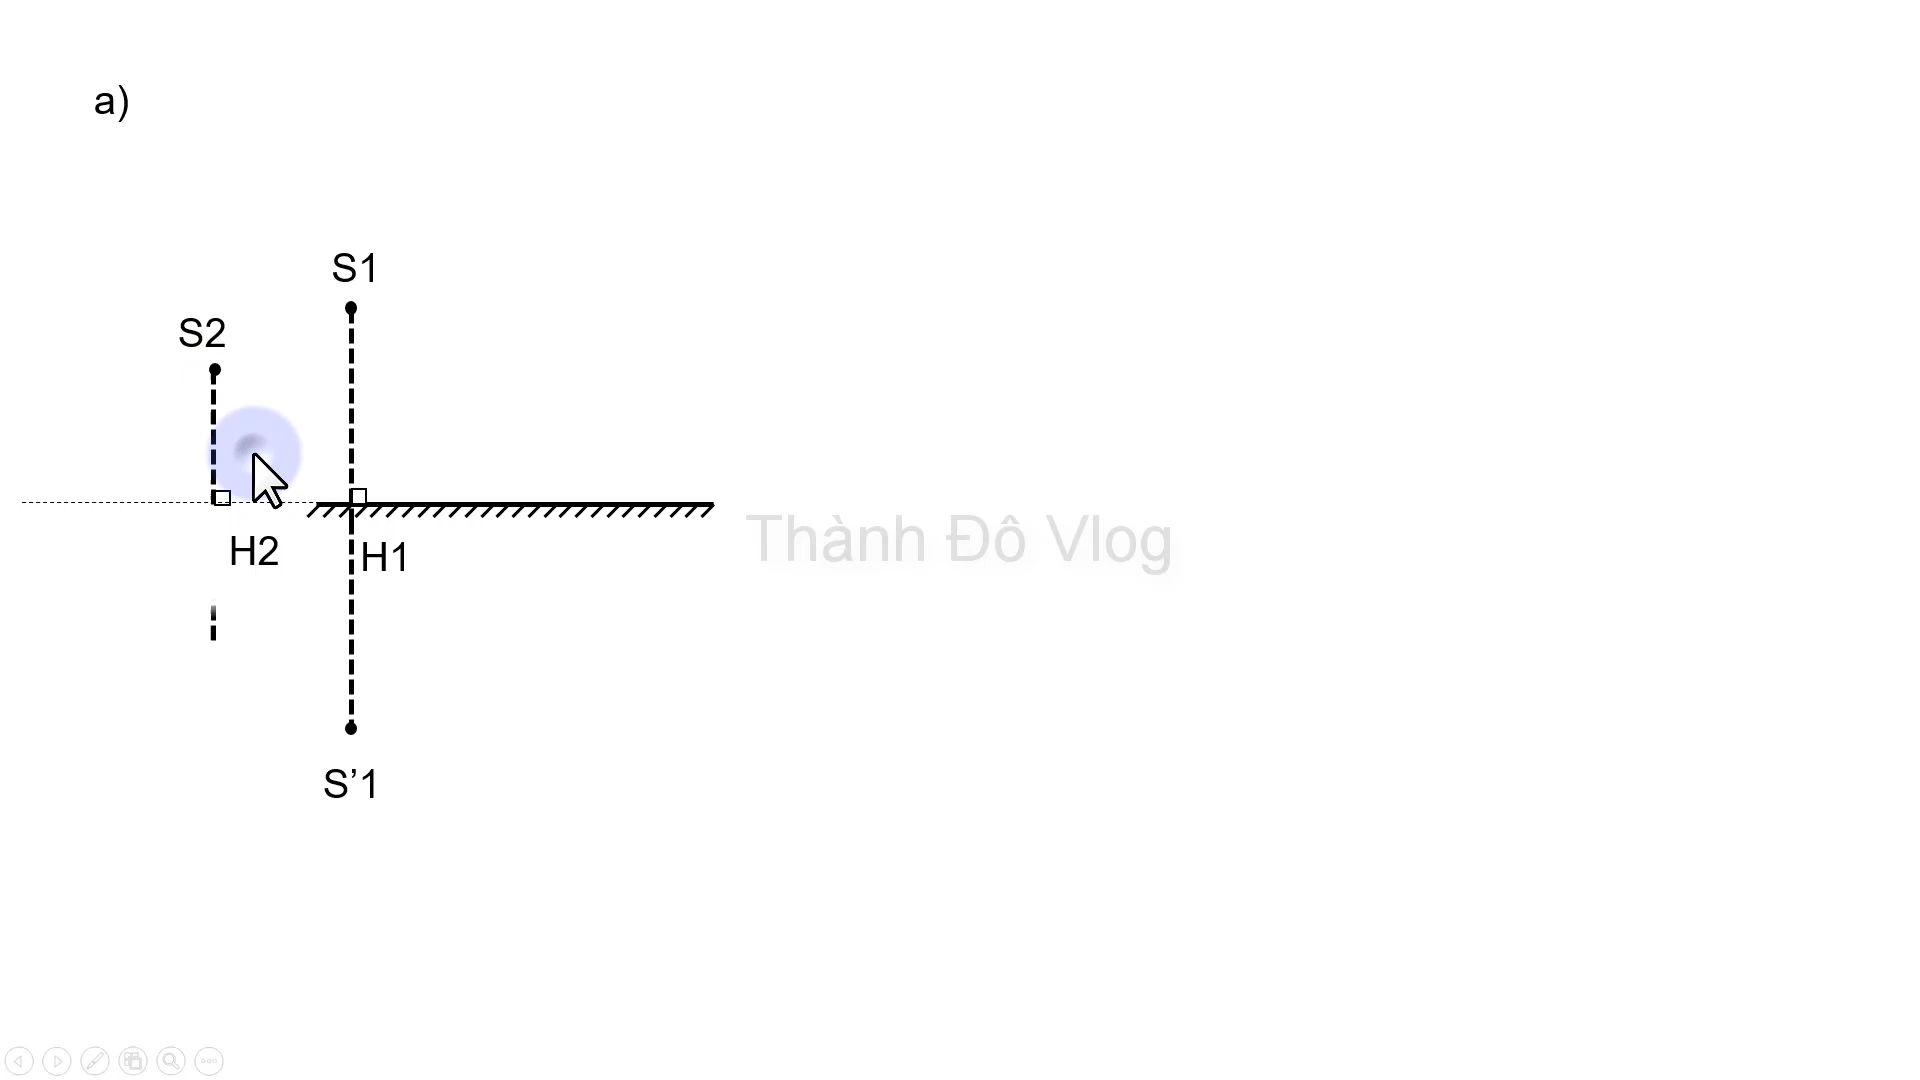 a)
S1
S2
H2
H1
Thành Đô Vlog
S’1